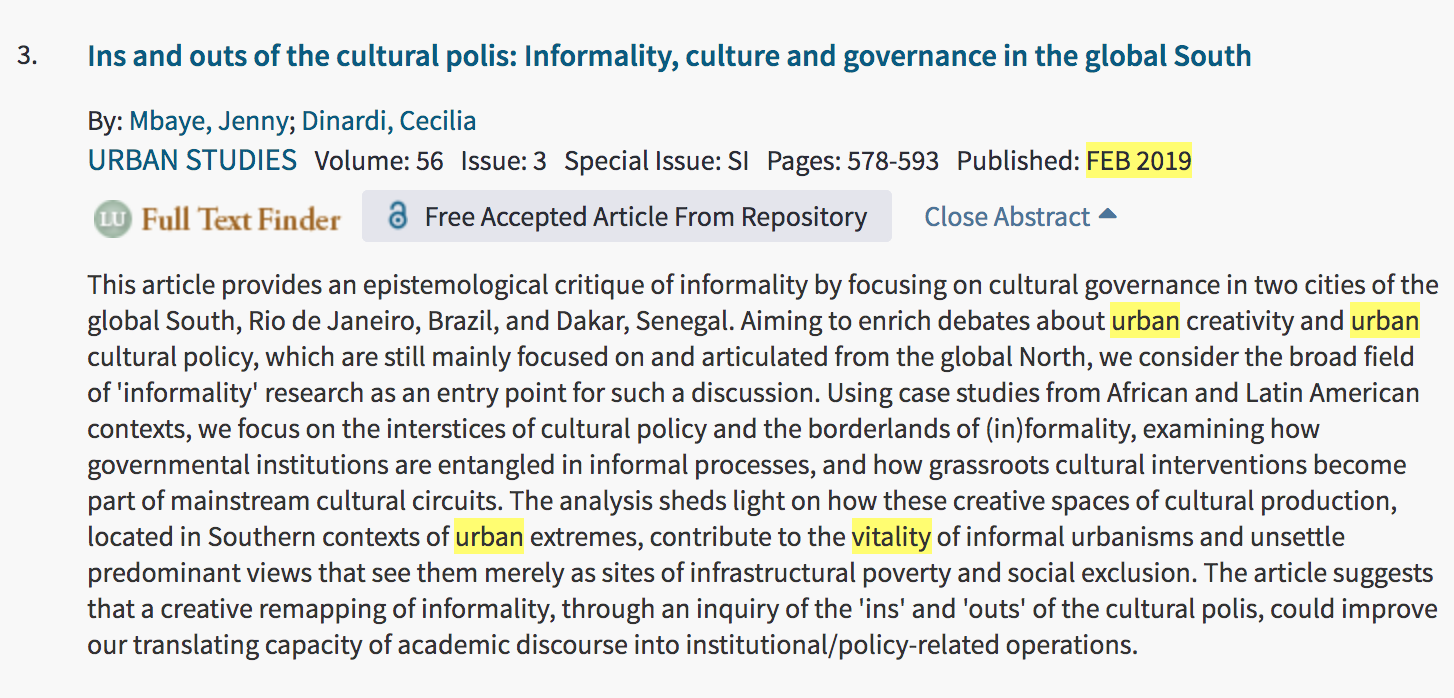 3. Ins and outs of the cultural polis: Informality, culture and governance in the global South
By: Mbaye, Jenny; Dinardi, Cecilia
URBAN STUDIES Volume: 56 Issue: 3 Special Issue: SI Pages: 578-593 Published: FEB 2019
LU Full Text Finder Free Accepted Article From Repository Close Abstract
This article provides an epistemological critique of informality by focusing on cultural governance in two cities of the
global South, Rio de Janeiro, Brazil, and Dakar, Senegal. Aiming to enrich debates about urban creativity and urban
cultural policy, which are still mainly focused on and articulated from the global North, we consider the broad field
of 'informality' research as an entry point for such a discussion. Using case studies from African and Latin American
contexts, we focus on the interstices of cultural policy and the borderlands of (in)formality, examining how
governmental institutions are entangled in informal processes, and how grassroots cultural interventions become
part of mainstream cultural circuits. The analysis sheds light on how these creative spaces of cultural production,
located in Southern contexts of urban extremes, contribute to the vitality of informal urbanisms and unsettle
predominant views that see them merely as sites of infrastructural poverty and social exclusion. The article suggests
that a creative remapping of informality, through an inquiry of the 'ins' and 'outs' of the cultural polis, could improve
our translating capacity of academic discourse into institutional/policy-related operations.